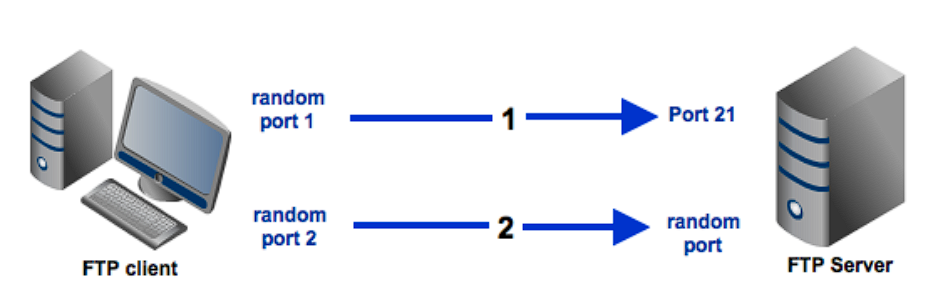 random
port 1
1
Port 21
random
port 2
2
random
port
FTP client
FTP Server